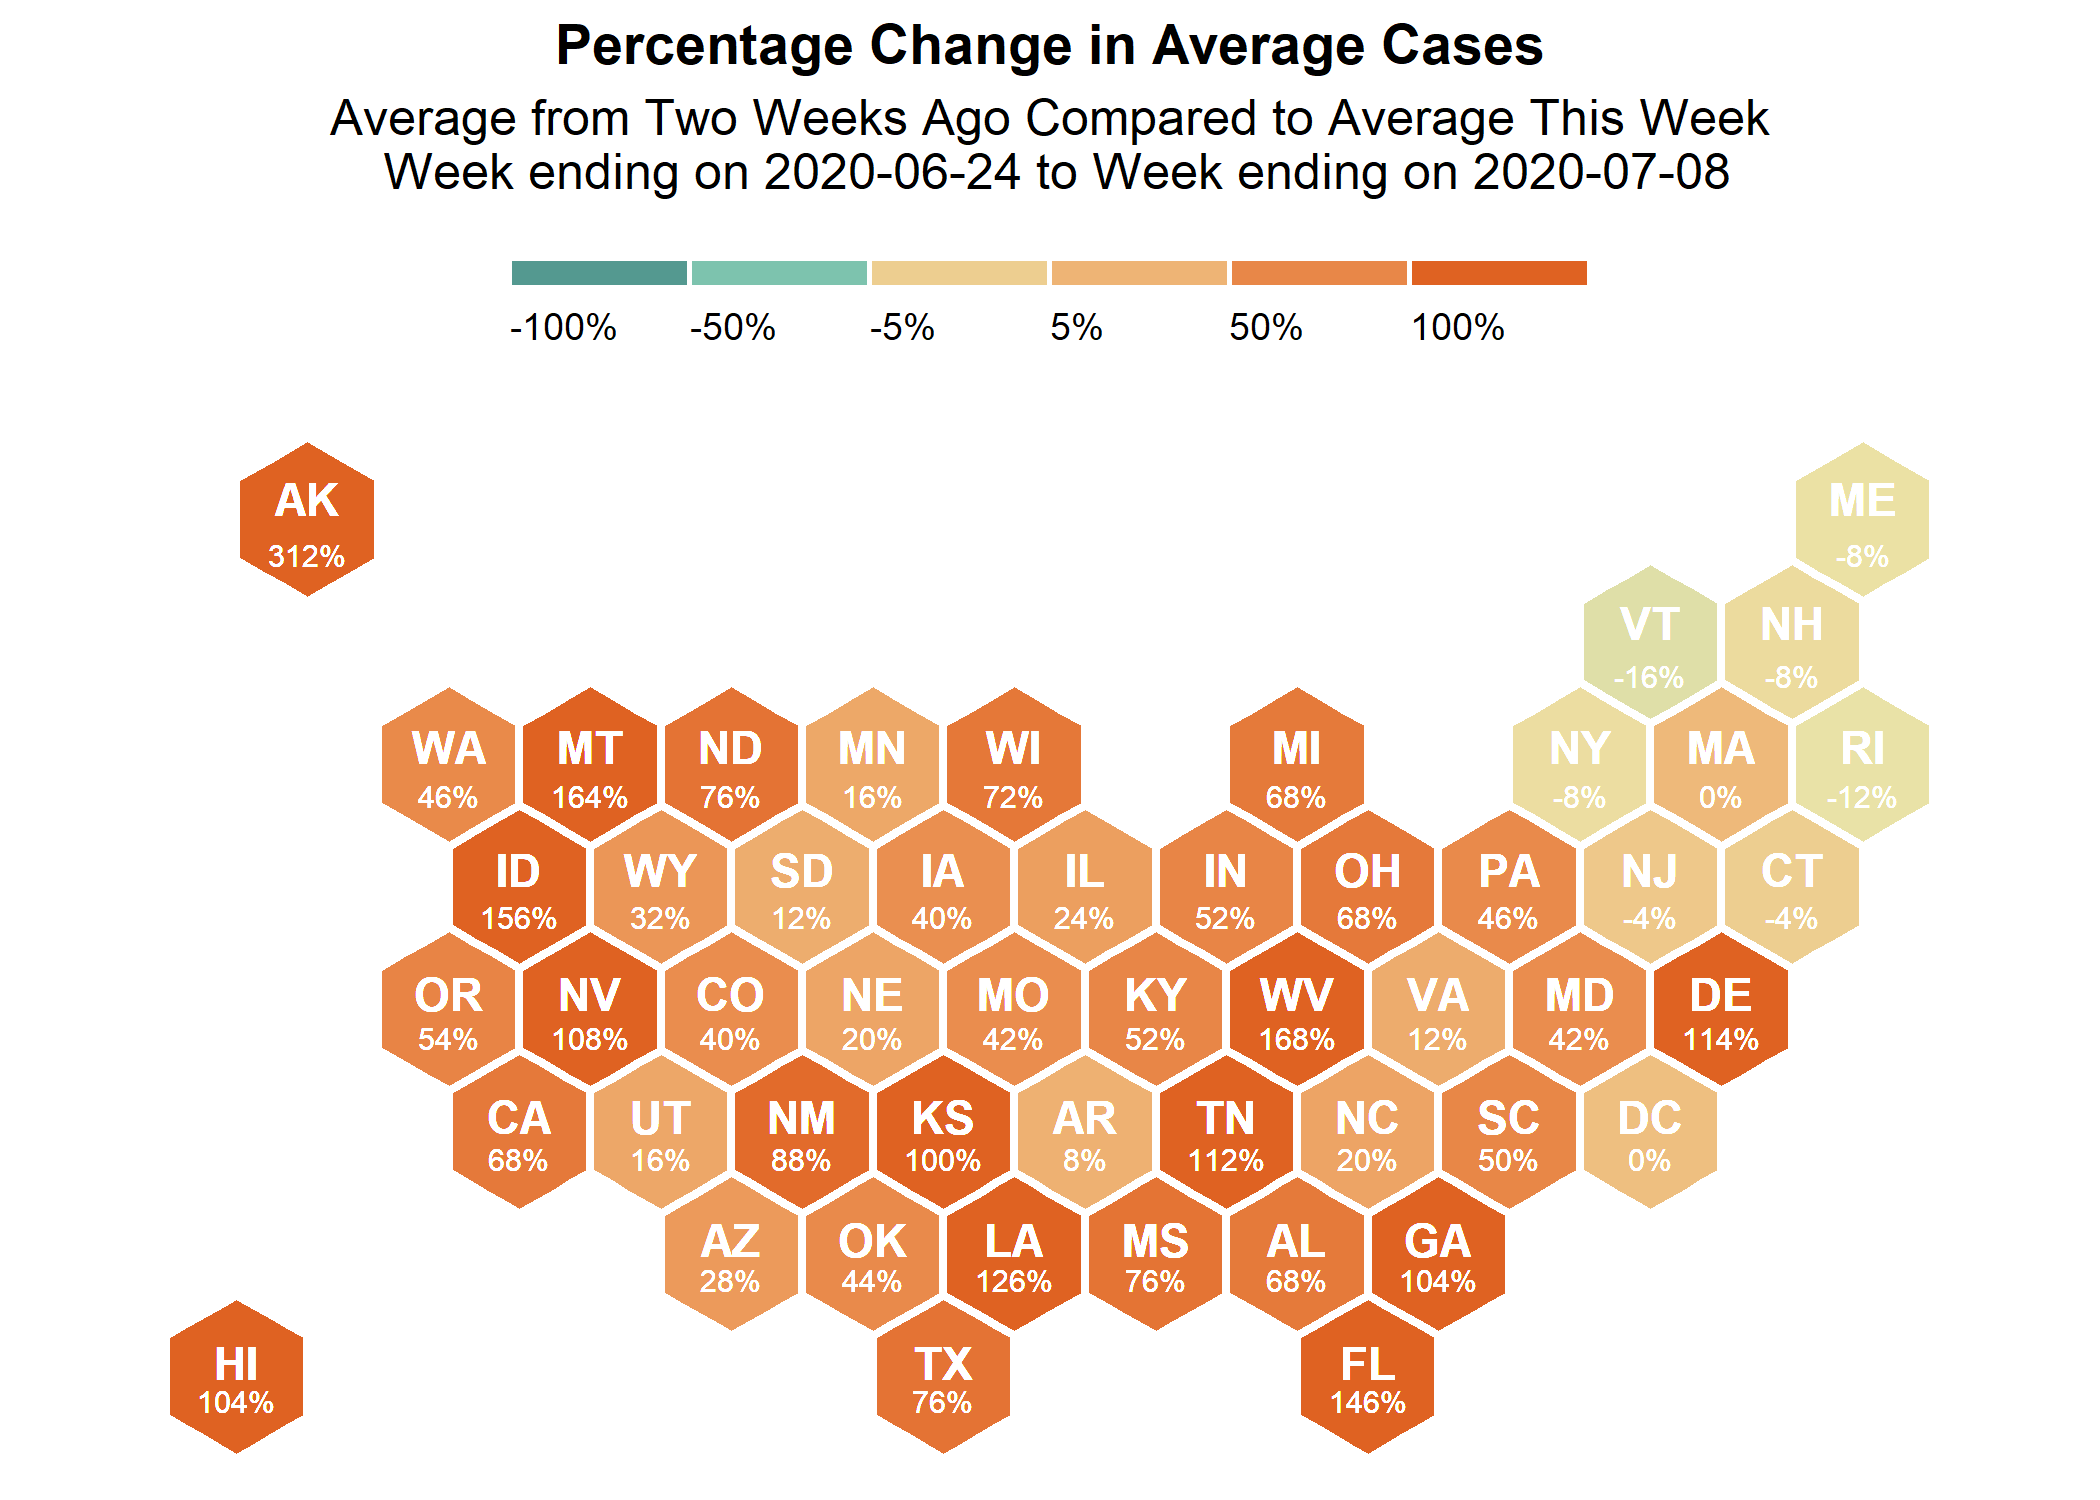 Percentage Change in Average Cases
Average from Two Weeks Ago Compared to Average This Week
Week ending on 2020-06-24 to Week ending on 2020-07-08
-100% -50% -5% 5% 50% 100%
AK
312%
ME
-8%
VT
-16%
NH
-8%
WA
46%
MT
164%
ND
76%
MN
16%
WI
72%
MI
68%
NY
-8%
MA
0%
RI
-12%
ID
156%
WY
32%
SD
12%
IA
40%
IL
24%
IN
52%
OH
68%
PA
46%
NJ
-4%
CT
-4%
OR
54%
NV
108%
CO
40%
NE
20%
MO
42%
KY
52%
WV
168%
VA
12%
MD
42%
DE
114%
CA
68%
UT
16%
NM
88%
KS
100%
AR
8%
TN
112%
NC
20%
SC
50%
DC
0%
AZ
28%
OK
44%
LA
126%
MS
76%
AL
68%
GA
104%
HI
104%
TX
76%
FL
146%